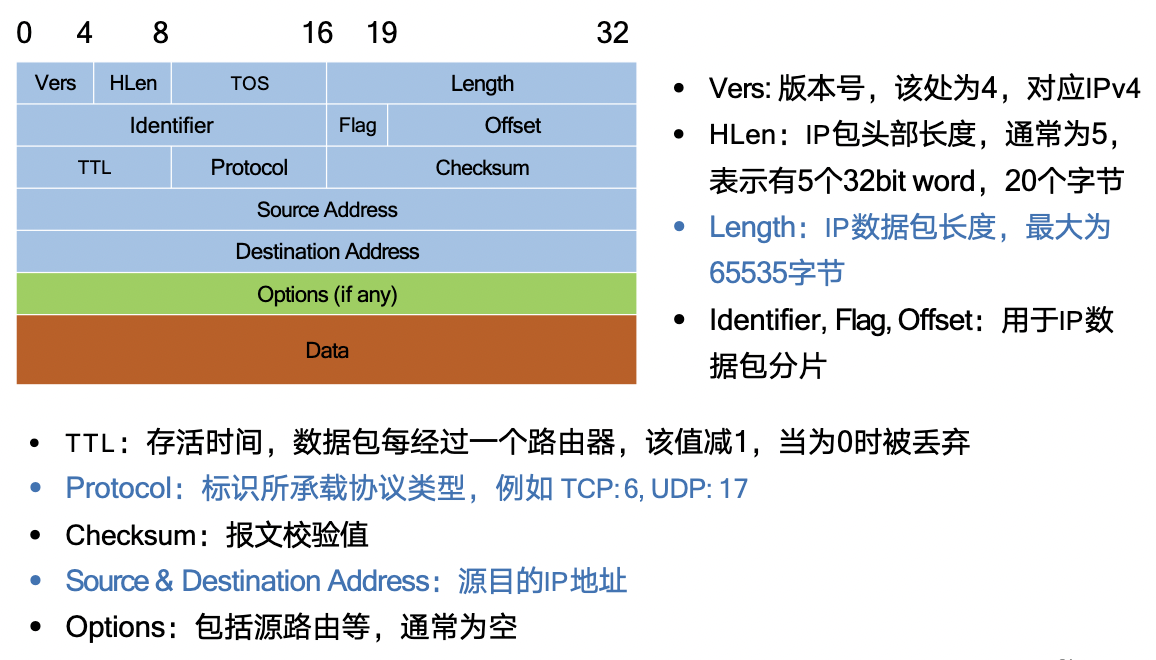 0 4 8 16 19 32
Vers HLen TOS Length
Identifier Flag Offset
TTL Protocol Checksum
Source Address
Destination Address
Options (if any)
Data
• Vers: 版本号，该处为4，对应IPv4
• HLen：IP包头部长度，通常为5，
表示有5个32bit word，20个字节
• Length：IP数据包长度，最大为
65535字节
• Identifier, Flag, Offset：用于IP数
据包分片
• TTL：存活时间，数据包每经过一个路由器，该值减1，当为0时被丢弃
• Protocol：标识所承载协议类型，例如 TCP: 6, UDP: 17
• Checksum：报文校验值
• Source & Destination Address：源目的IP地址
• Options：包括源路由等，通常为空